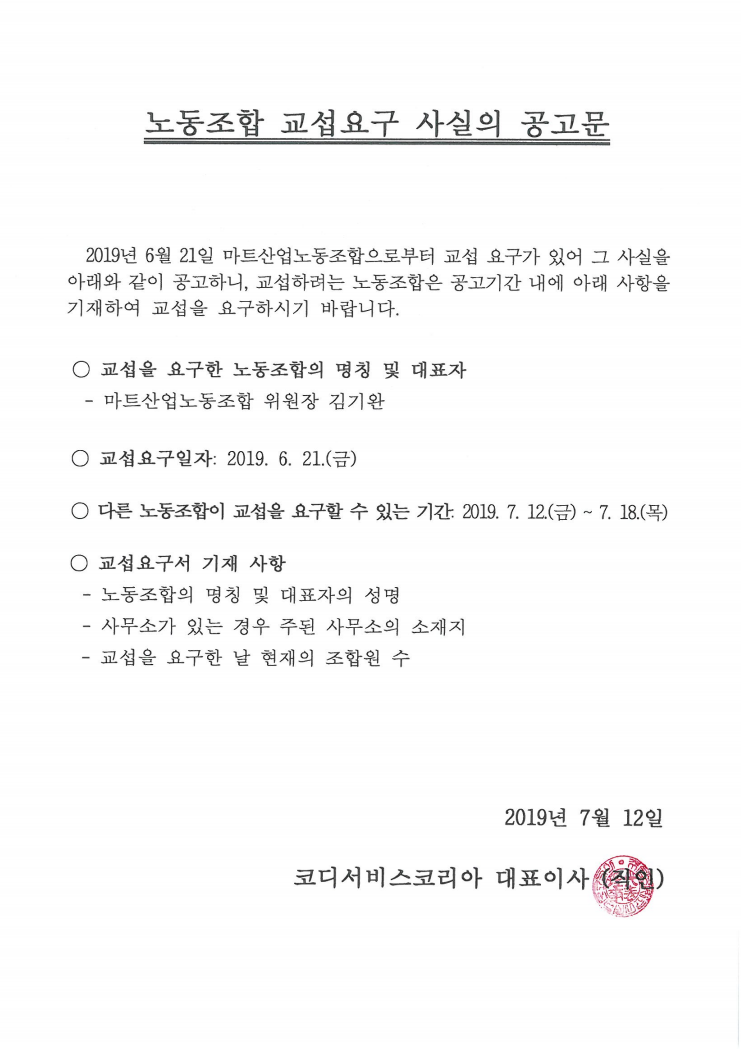 노동조합 교섭요구 사실의 공고문
2019년 6월 21일 마트산업노동조합으로부터 교섭 요구가 있어 그 사실을
아래와 같이 공고하니, 교섭하려는 노동조합은 공고기간 내에 아래 사항을
기재하여 교섭을 요구하시기 바랍니다.
○ 교섭을 요구한 노동조합의 명칭 및 대표자
- 마트산업노동조합 위원장 김기완
○ 교섭요구일자: 2019. 6. 21.(금)
○ 다른 노동조합이 교섭을 요구할 수 있는 기간: 2019. 7. 12.(금) ~ 7. 18.(목)
○ 교섭요구서 기재 사항
- 노동조합의 명칭 및 대표자의 성명
- 사무소가 있는 경우 주된 사무소의 소재지
- 교섭을 요구한 날 현재의 조합원 수
2019년 7월 12일
코디서비스코리아 대표이사 (직인)